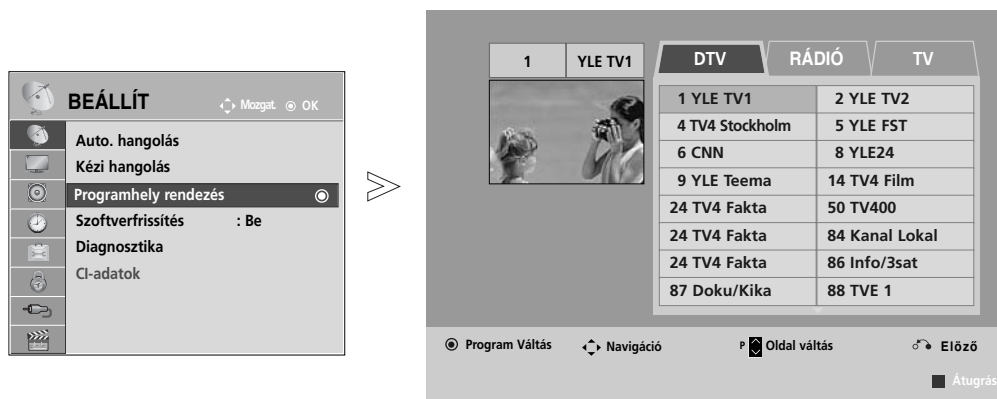 BEÁLLÍT
Mozgat. OK
Auto. hangolás
Kézi hangolás
Programhely rendezés
Szoftverfrissítés : Be
Diagnosztika
CI-adatok
1 YLE TV1
DTV RÁDIÓ TV
1 YLE TV1 2 YLE TV2
4 TV4 Stockholm 5 YLE FST
6 CNN 8 YLE24
9 YLE Teema 14 TV4 Film
24 TV4 Fakta 50 TV400
24 TV4 Fakta 84 Kanal Lokal
24 TV4 Fakta 86 Info/3sat
87 Doku/Kika 88 TVE 1
Program Váltás Navigáció P Oldal váltás Elözõ
Átugrás